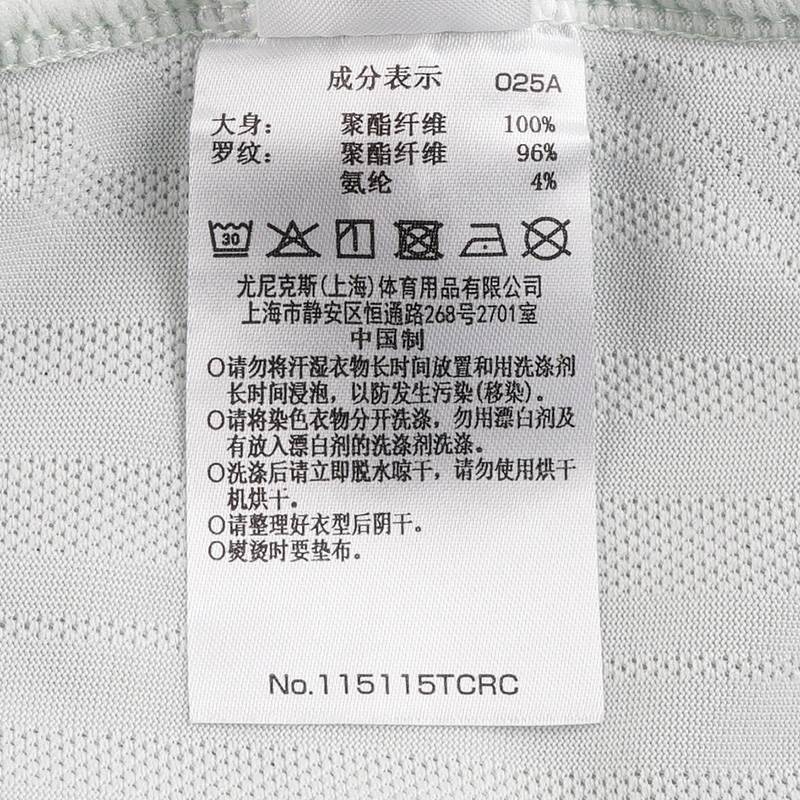 成分表示 025A
大身： 聚酯纤维 100%
罗纹： 聚酯纤维 96%
氨纶 4%
30
尤尼克斯(上海)体育用品有限公司
上海市静安区恒通路268号2701室
中国制
○请勿将汗湿衣物长时间放置和用洗涤剂
长时间浸泡，以防发生污染(移染)。
○请将染色衣物分开洗涤，勿用漂白剂及
有放入漂白剂的洗涤剂洗涤。
○洗涤后请立即脱水晾干，请勿使用烘干
机烘干。
○请整理好衣型后阴干。
○熨烫时要垫布。
No.115115TCRC